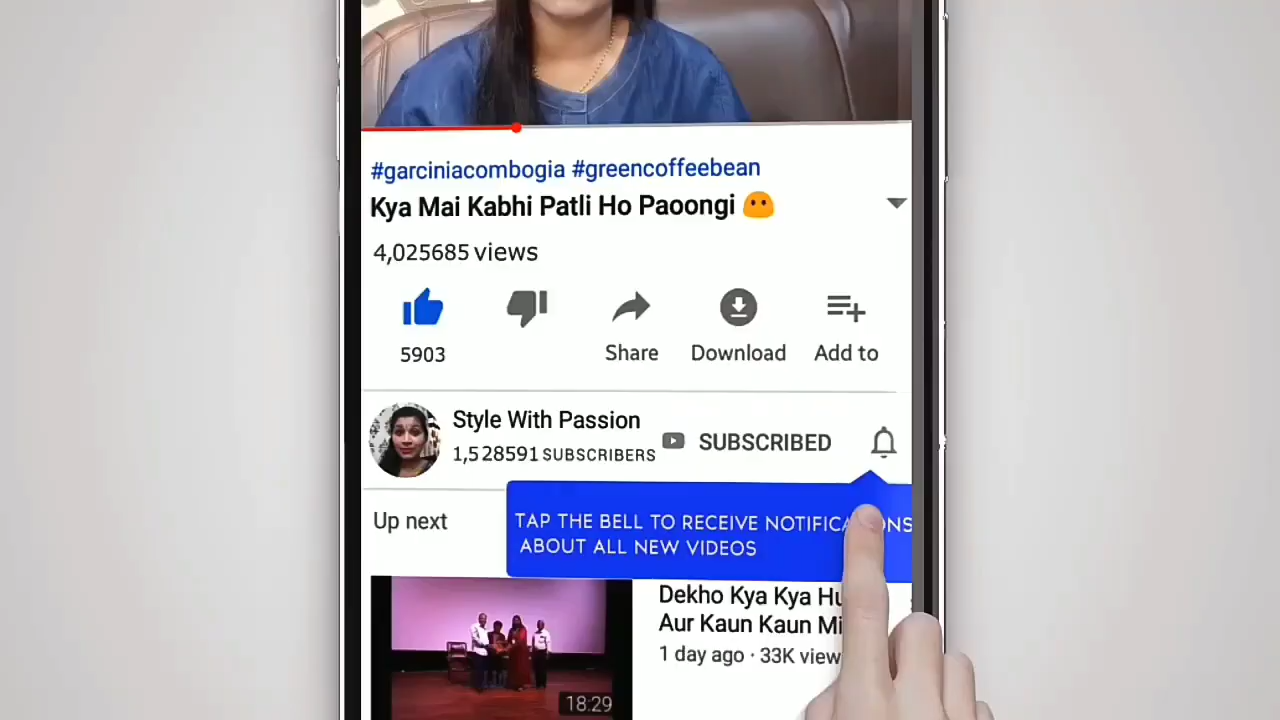 #garciniacombogia #greencoffeebean
Kya Mai Kabhi Patli Ho Paoongi
4,025685 views
5903
Share
Download
Add to
Style With Passion
1,528591 SUBSCRIBERS
SUBSCRIBED
Up next
TAP THE BELL TO RECEIVE
ABOUT ALL NEW VIDEOS
Dekho Kya Kya
Aur Kaun Kaun
1 day ago · 33K
18:29